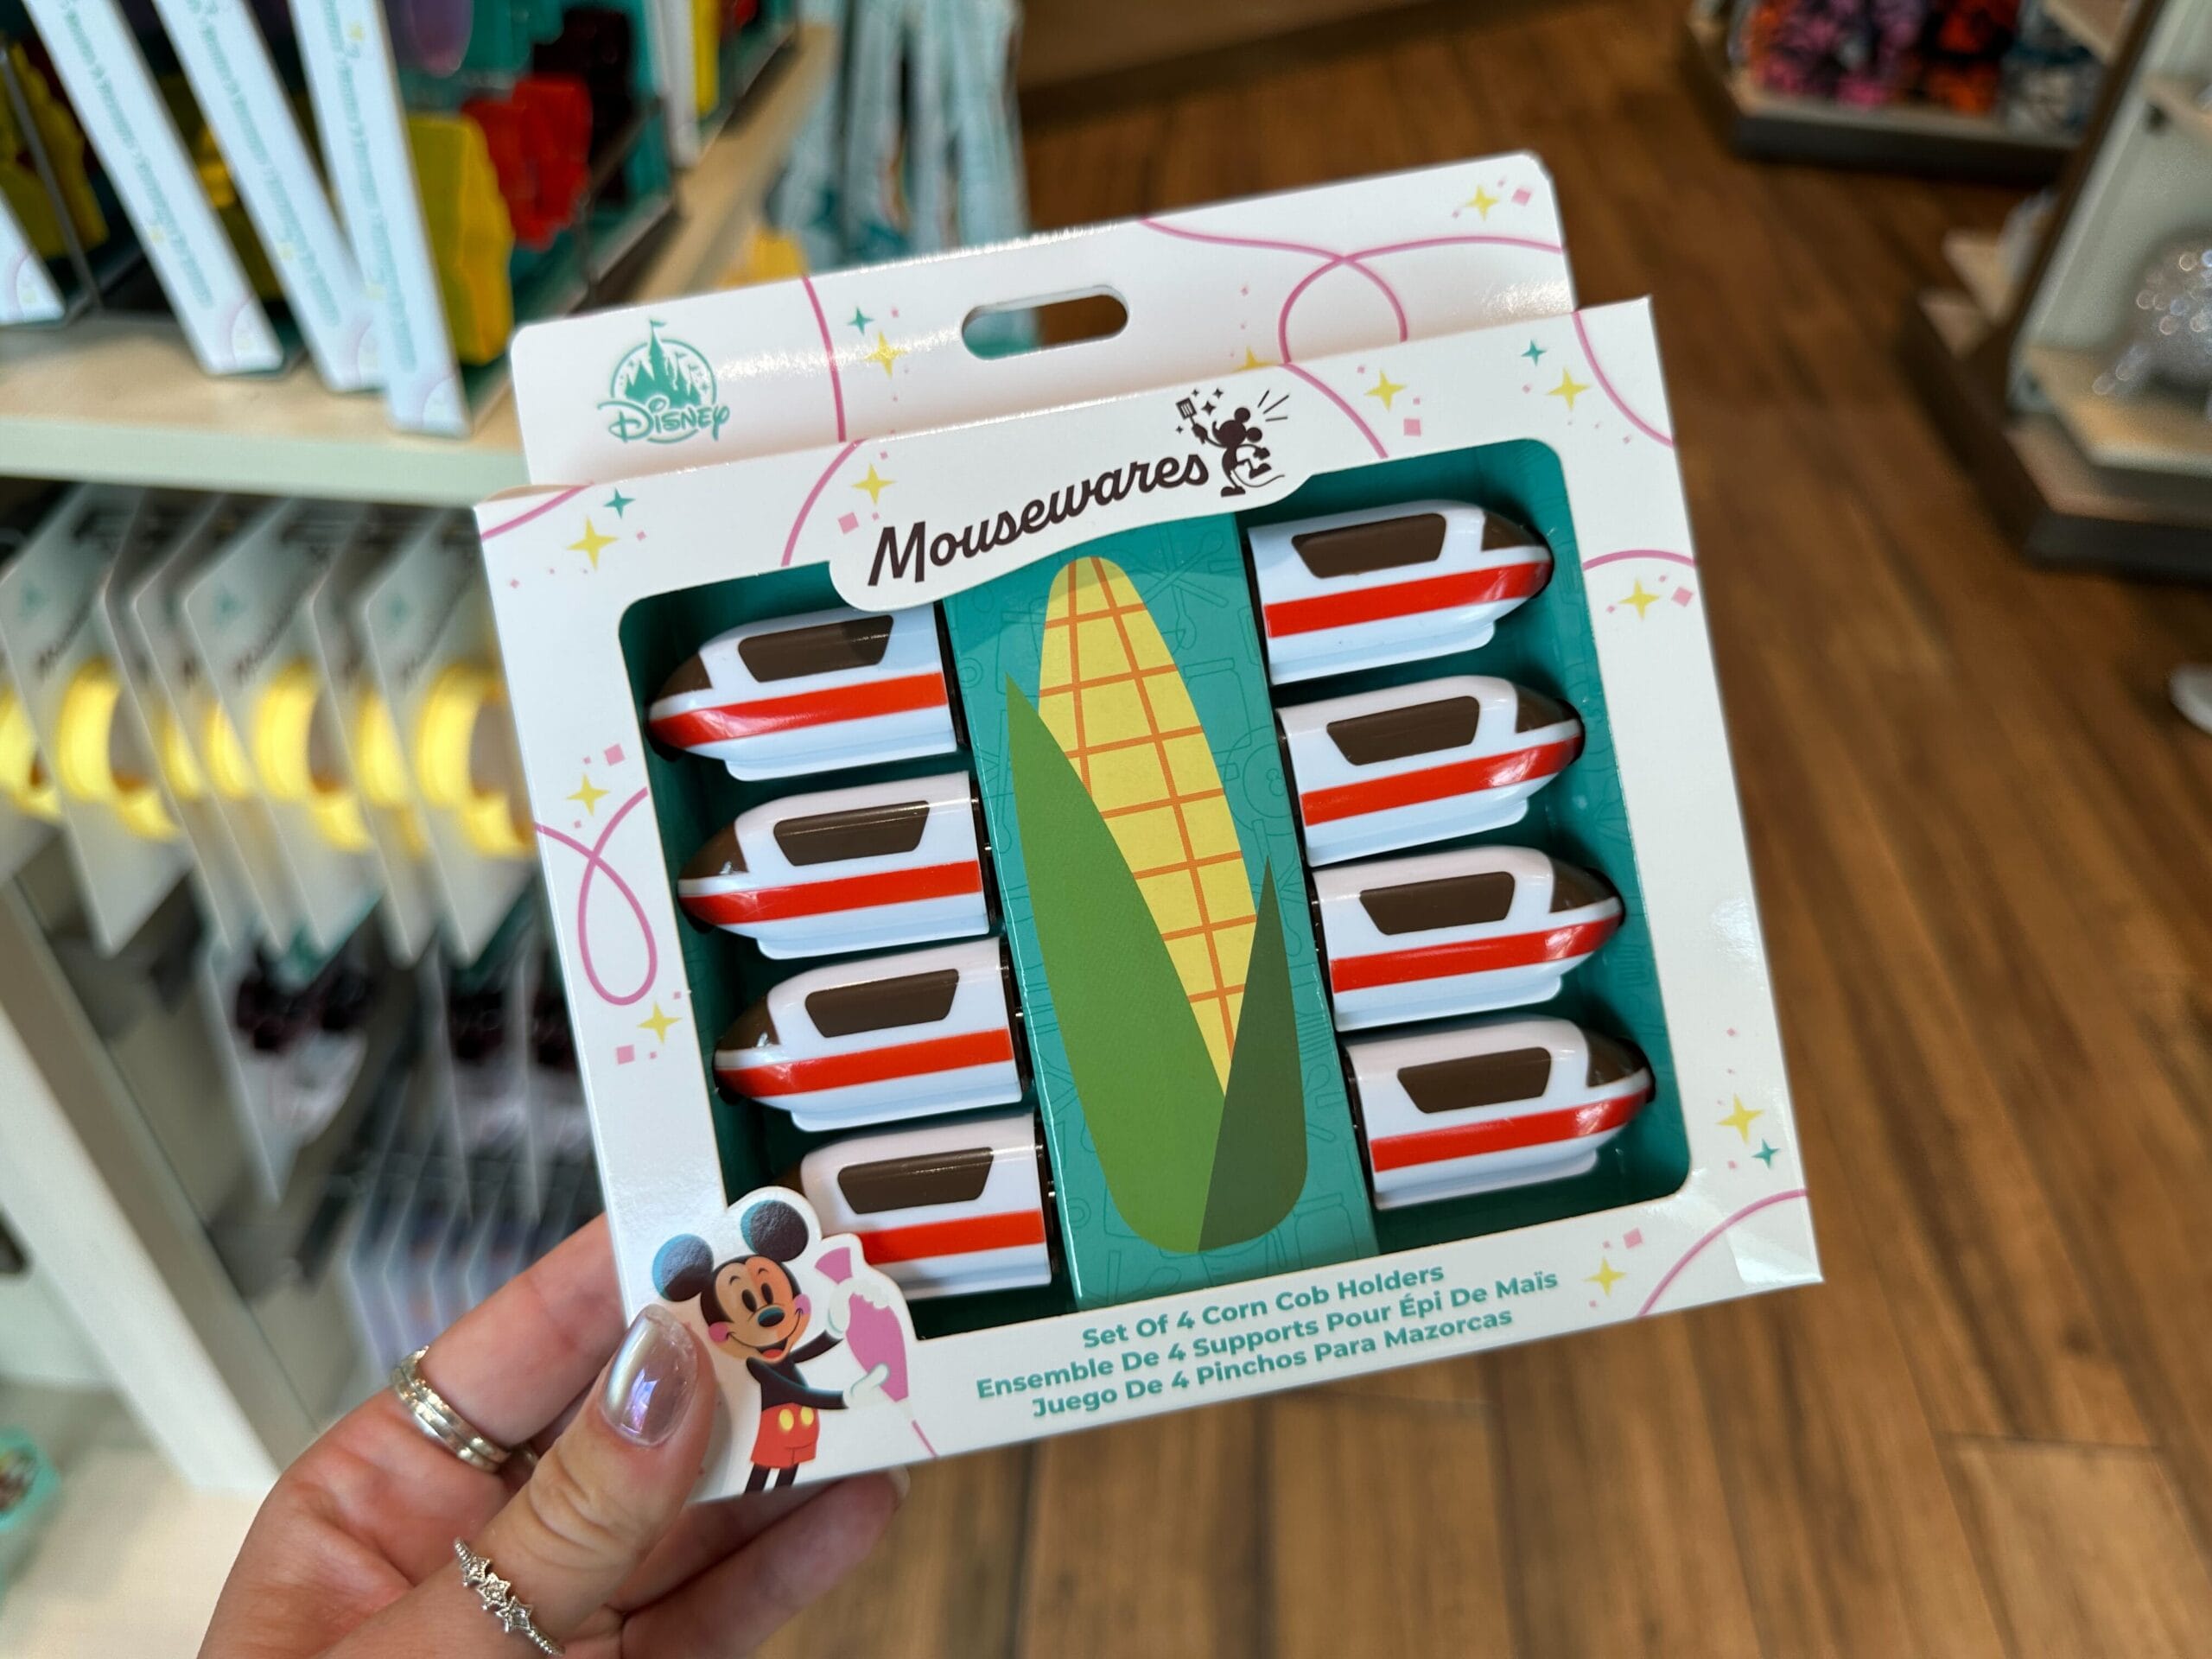 Disney
Mousewares
Set Of 4 Corn Cob Holders
Ensemble De 4 Supports Pour Épi De Maïs
Juego De 4 Pinchos Para Mazorcas